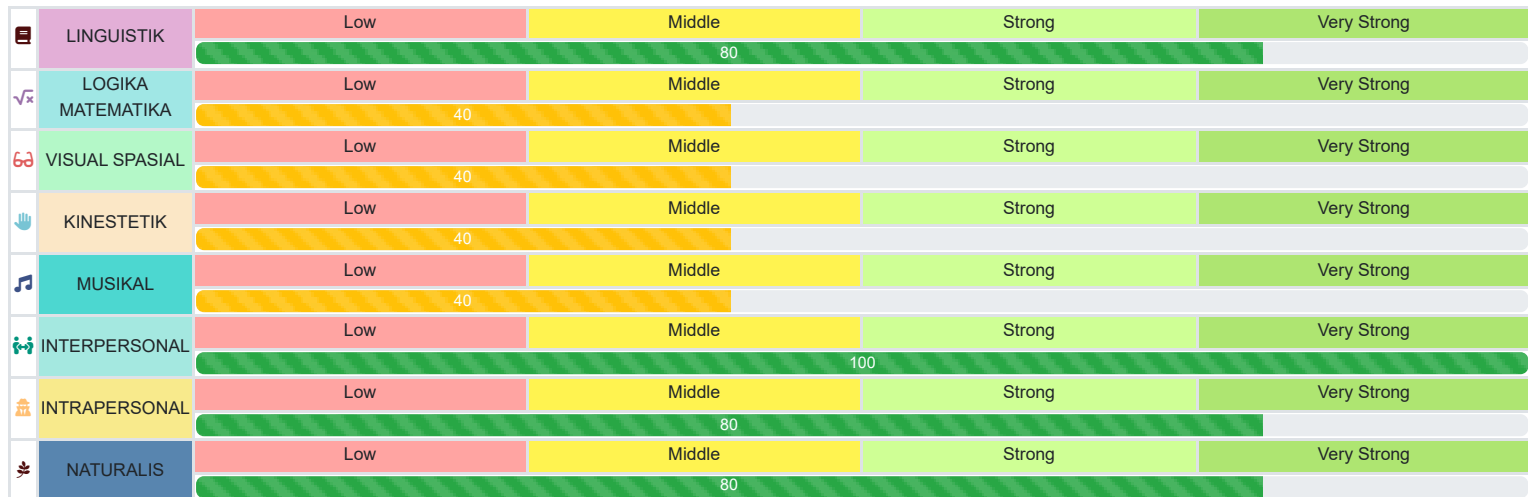 LINGUISTIK
Low Middle Strong Very Strong
80
LOGIKA
MATEMATIKA
Low Middle Strong Very Strong
40
VISUAL SPASIAL
Low Middle Strong Very Strong
40
KINESTETIK
Low Middle Strong Very Strong
40
MUSIKAL
Low Middle Strong Very Strong
40
INTERPERSONAL
Low Middle Strong Very Strong
100
INTRAPERSONAL
Low Middle Strong Very Strong
80
NATURALIS
Low Middle Strong Very Strong
80